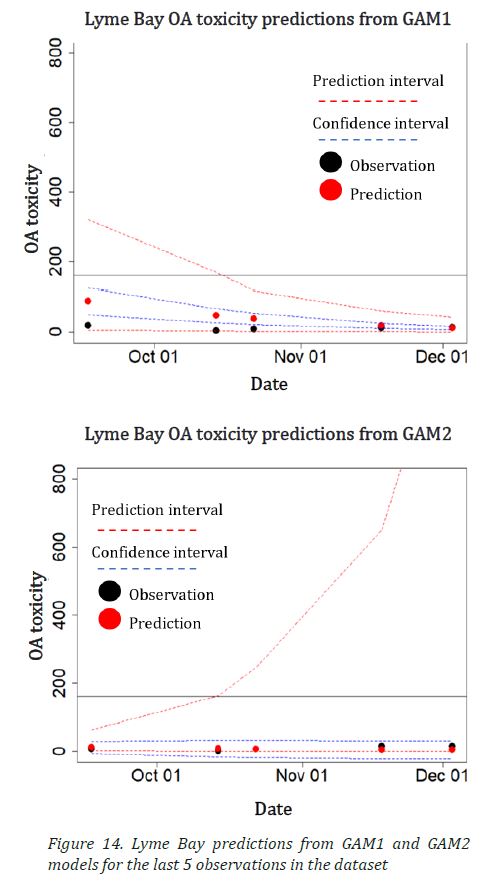 Lyme Bay OA toxicity predictions from GAM1
800
600
400
200
0
OA toxicity
Prediction interval
Confidence interval
Observation
Prediction
Oct 01
Nov 01
Dec 01
Date
Lyme Bay OA toxicity predictions from GAM2
800
600
400
200
0
OA toxicity
Prediction interval
Confidence interval
Observation
Prediction
Oct 01
Nov 01
Dec 01
Date
Figure 14. Lyme Bay predictions from GAM1 and GAM2
models for the last 5 observations in the dataset